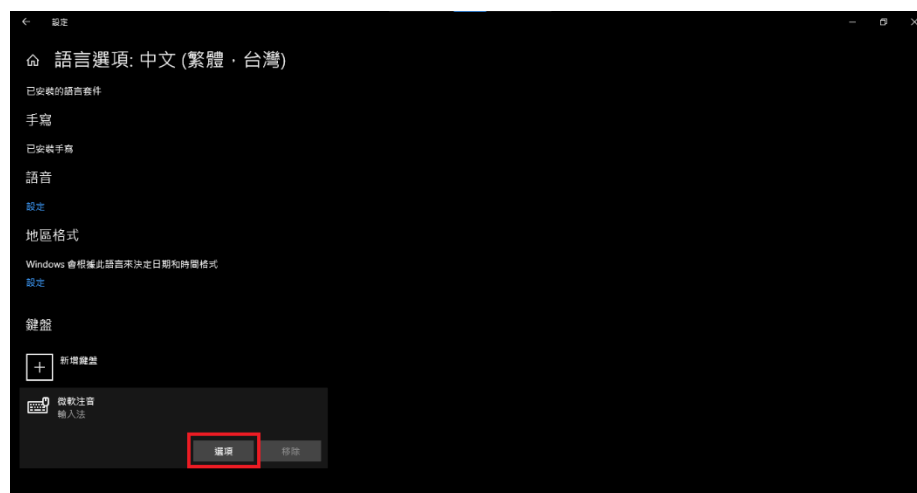 設定
語言選項: 中文 (繁體，台灣)
已安裝的語言套件
手寫
已安裝手寫
語音
設定
地區格式
Windows 會根據此語言來決定日期和時間格式
設定
鍵盤
新增鍵盤
微軟注音
輸入法
選項 移除